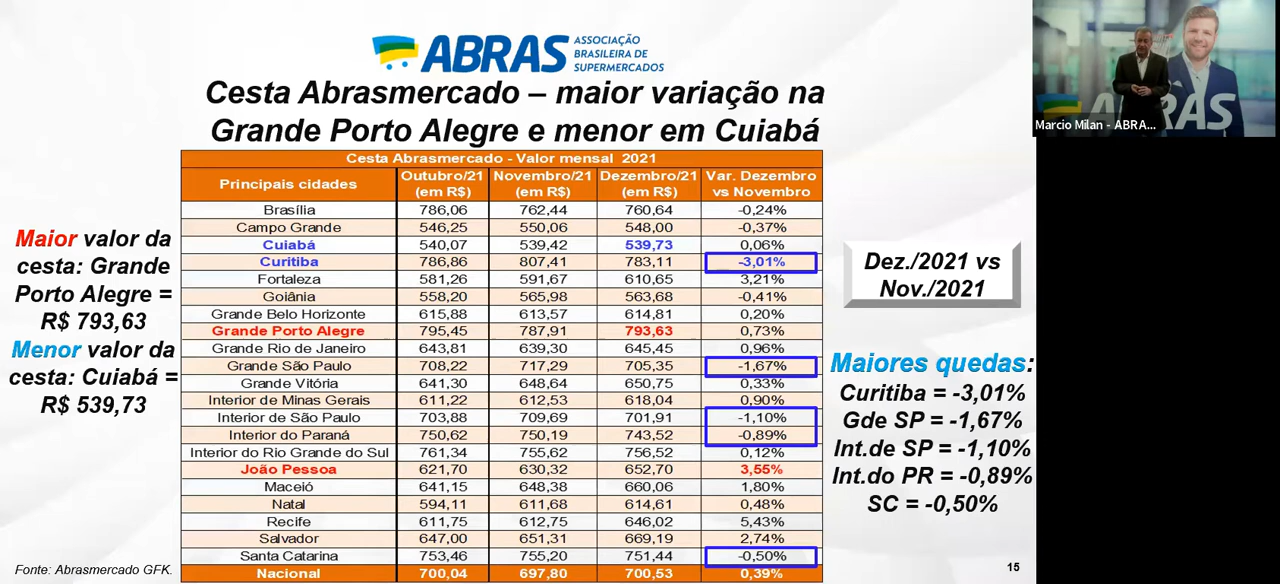 ABRAS
ASSOCIAÇÃO
BRASILEIRA DE
SUPERMERCADOS
Cesta Abrasmercado – maior variação na
Grande Porto Alegre e menor em Cuiabá
Maior valor da
cesta: Grande
Porto Alegre =
R$ 793,63
Menor valor da
cesta: Cuiabá =
R$ 539,73
Cesta Abrasmercado - Valor mensal 2021
Principais cidades Outubro/21 (em R$) Novembro/21 (em R$) Dezembro/21 (em R$) Var. Dezembro vs Novembro
Brasília 786,06 762,44 760,64 -0,24%
Campo Grande 546,25 550,06 548,00 -0,37%
Cuiabá 540,07 539,42 539,73 0,06%
Curitiba 786,86 807,41 783,11 -3,01%
Fortaleza 581,26 591,67 610,65 3,21%
Goiânia 558,20 565,98 563,68 -0,41%
Grande Belo Horizonte 615,88 613,57 614,81 0,20%
Grande Porto Alegre 795,45 787,91 793,63 0,73%
Grande Rio de Janeiro 643,81 639,30 645,45 0,96%
Grande São Paulo 708,22 717,29 705,35 -1,67%
Grande Vitória 641,30 648,64 650,75 0,33%
Interior de Minas Gerais 611,22 612,53 618,04 0,90%
Interior de São Paulo 703,88 709,69 701,91 -1,10%
Interior do Paraná 750,62 750,19 743,52 -0,89%
Interior do Rio Grande do Sul 761,34 755,62 756,52 0,12%
João Pessoa 621,70 630,32 652,70 3,55%
Maceió 641,15 648,38 660,06 1,80%
Natal 594,11 611,68 614,61 0,48%
Recife 611,75 612,75 646,02 5,43%
Salvador 647,00 651,31 669,19 2,74%
Santa Catarina 753,46 755,20 751,44 -0,50%
Nacional 700,04 697,80 700,53 0,39%
Dez./2021 vs
Nov./2021
Maiores quedas:
Curitiba = -3,01%
Gde SP = -1,67%
Int.de SP = -1,10%
Int.do PR = -0,89%
SC = -0,50%
Fonte: Abrasmercado GFK.
15
ABRAS
Marcio Milan - ABRA...